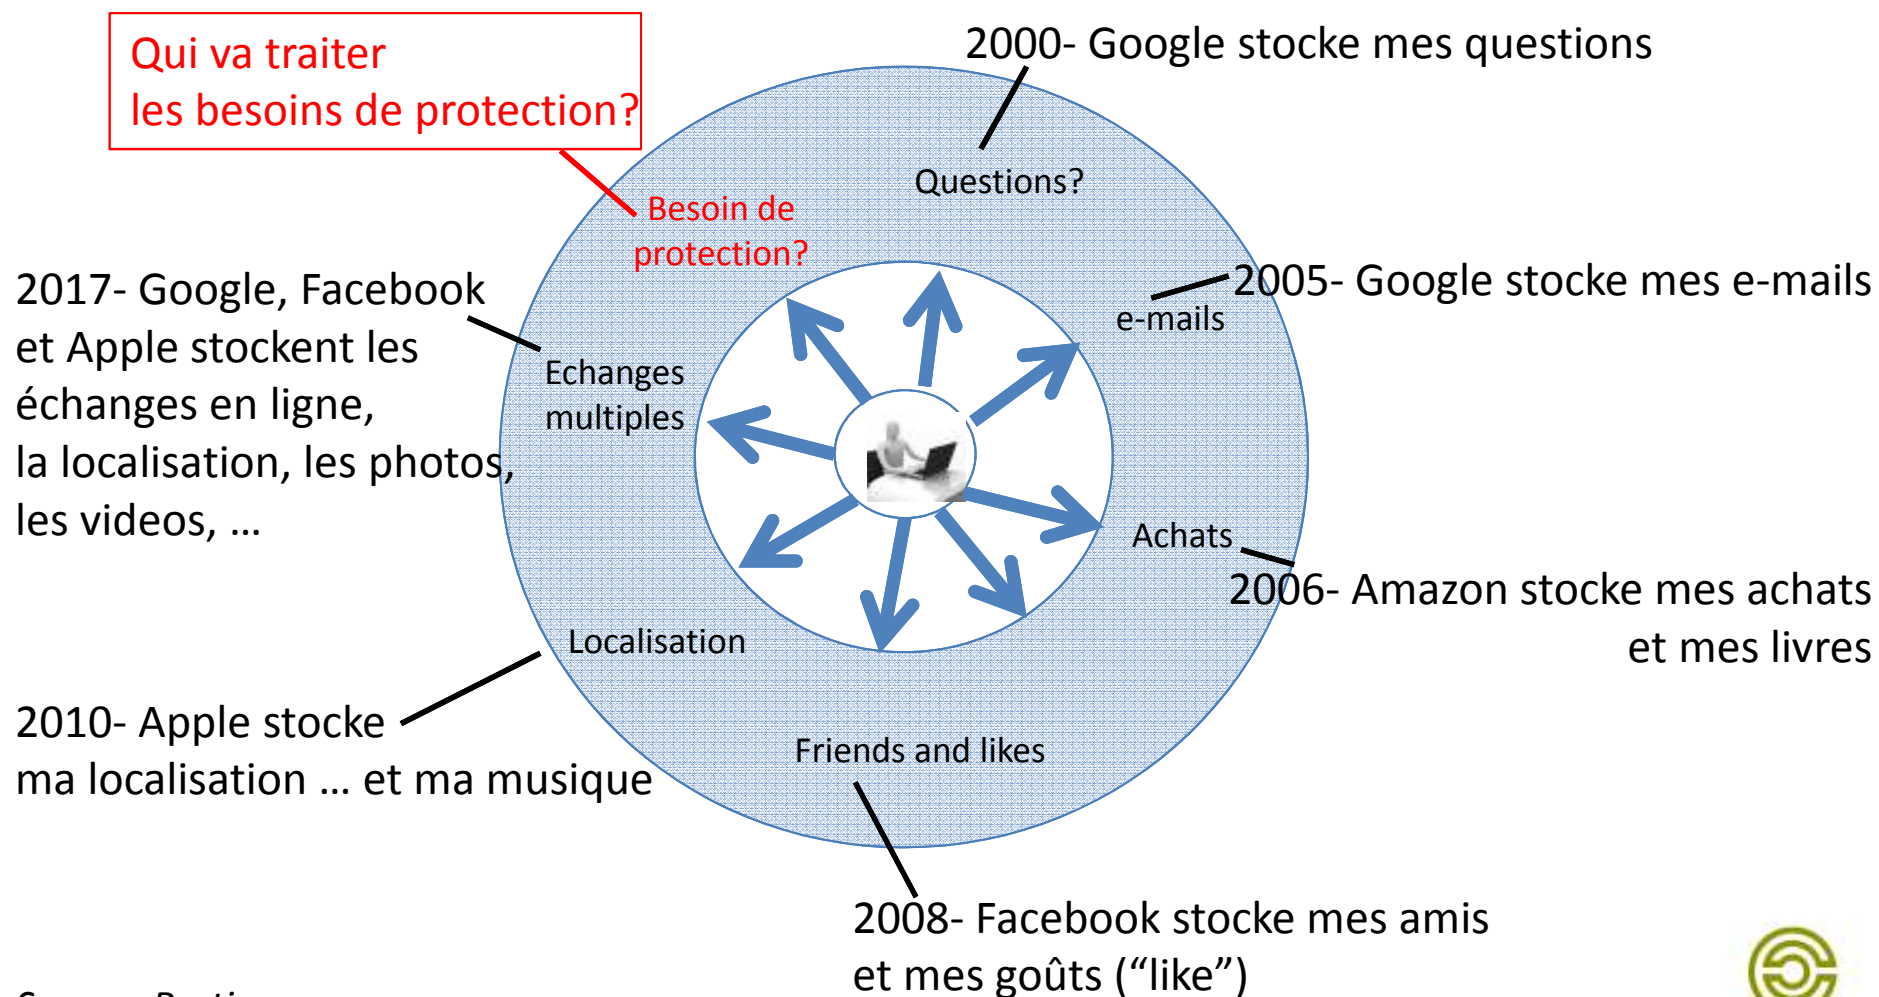 Qui va traiter
les besoins de protection?
2000- Google stocke mes questions
Questions?
Besoin de
protection?
2005- Google stocke mes e-mails
e-mails
2017- Google, Facebook
et Apple stockent les
échanges en ligne,
la localisation, les photos,
les videos, ...
Echanges
multiples
Achats
2006- Amazon stocke mes achats
et mes livres
Localisation
2010- Apple stocke
ma localisation ... et ma musique
Friends and likes
2008- Facebook stocke mes amis
et mes goûts (“like”)